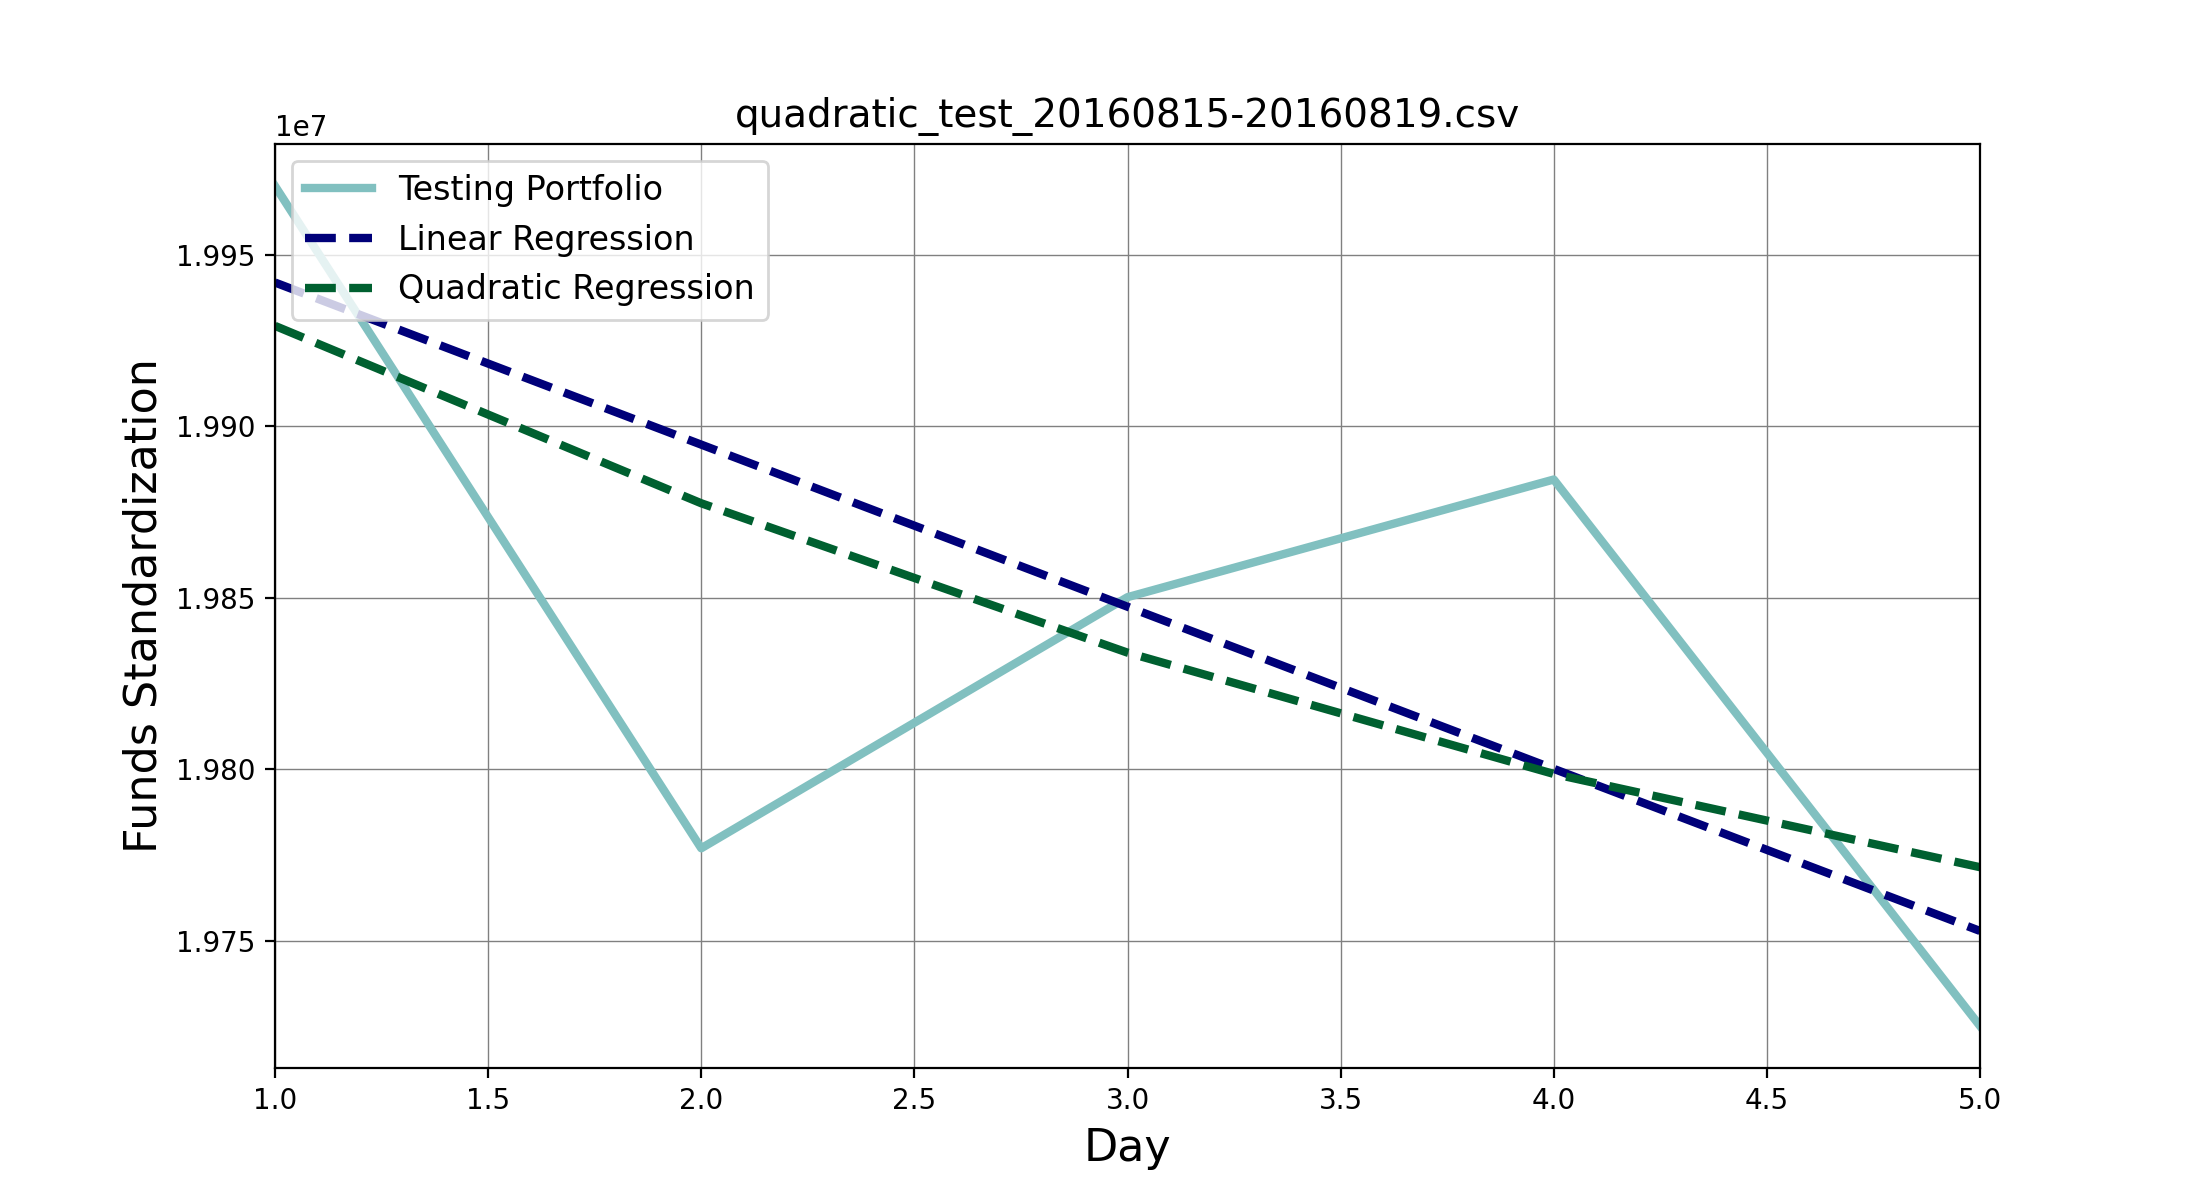 quadratic_test_20160815-20160819.csv
1e7
Testing Portfolio
Linear Regression
Quadratic Regression
1.995
1.990
1.985
1.980
1.975
Funds Standardization
1.0 1.5 2.0 2.5 3.0 3.5 4.0 4.5 5.0
Day